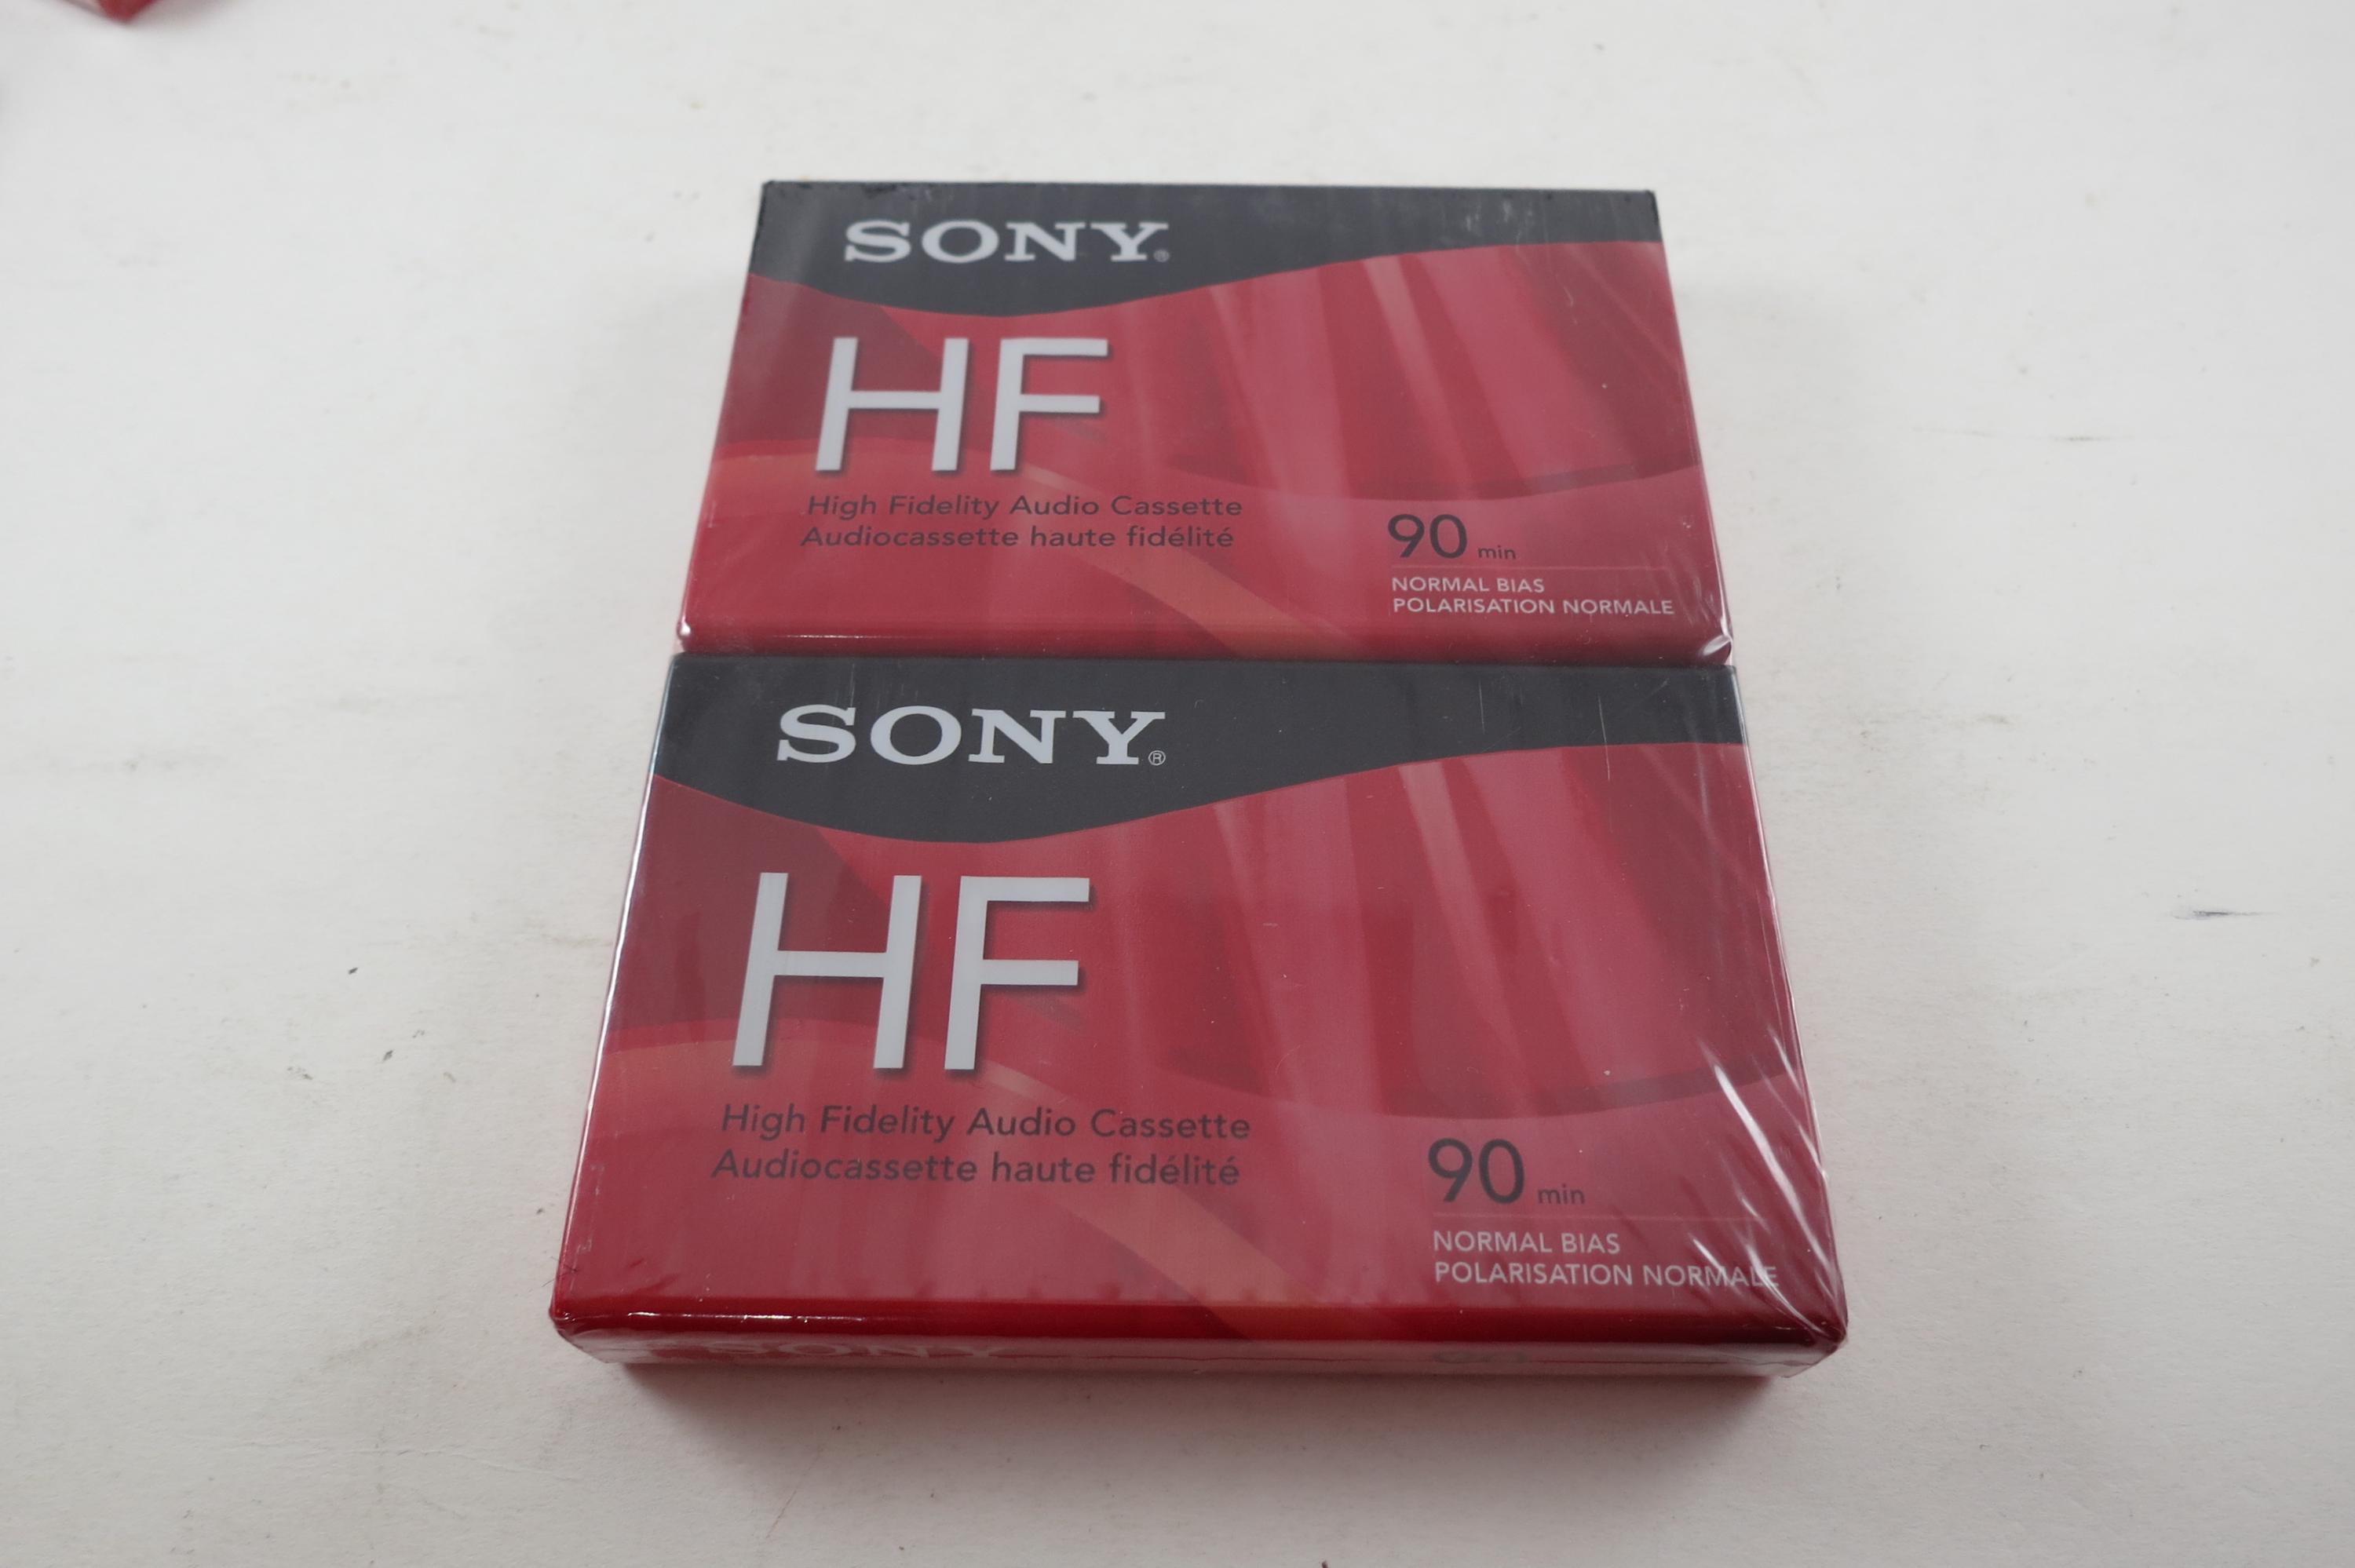 SONY®
HF
High Fidelity Audio Cassette
Audiocassette haute fidélité
90 min
NORMAL BIAS
POLARISATION NORMALE
SONY®
HF
High Fidelity Audio Cassette
Audiocassette haute fidélité
90 min
NORMAL BIAS
POLARISATION NORMALE
SONY